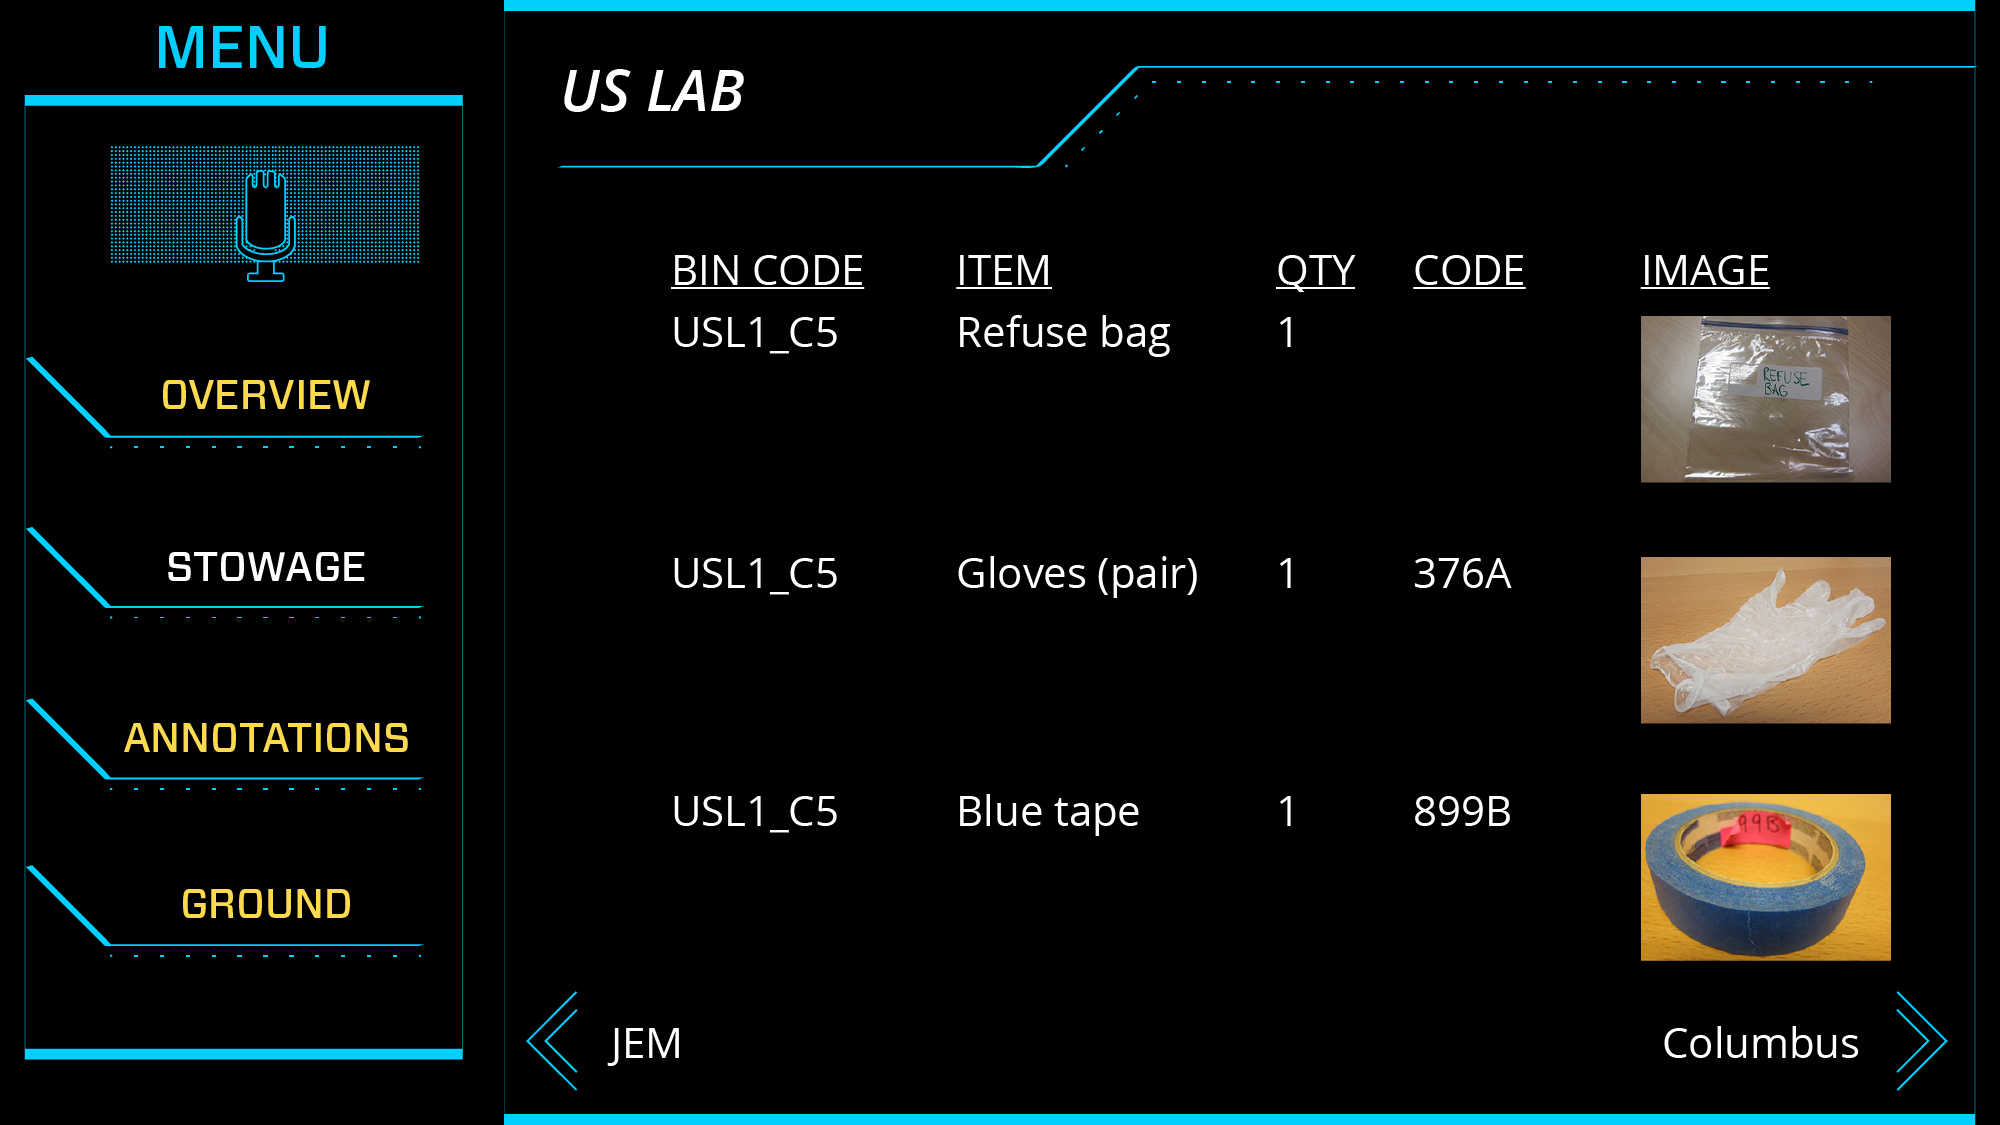 MENU
OVERVIEW
STOWAGE
ANNOTATIONS
GROUND
US LAB
BIN CODE ITEM QTY CODE IMAGE
USL1_C5 Refuse bag 1
REFUSE
BAG
USL1_C5 Gloves (pair) 1 376A
USL1_C5 Blue tape 1 899B
99B
JEM
Columbus